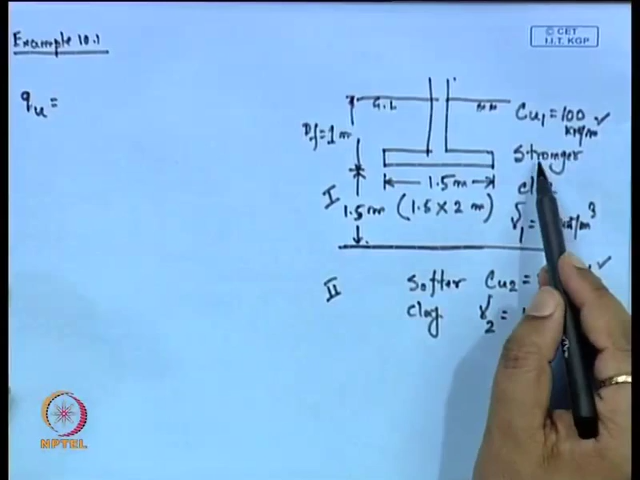 Example 10.1
© CET
I.I.T. KGP
qu =
G.L
Df = 1 m
Cu1 = 100
kN/m
Stronger
1.5 m
I
1.5 m (1.5 X 2 m)
γ1 =
/m3
II
Softer Cu2 =
Clay γ2 =
NPTEL